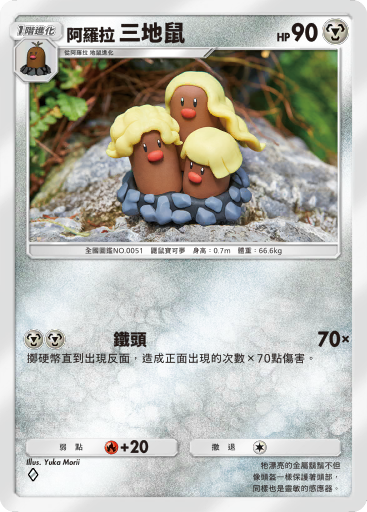 1階進化
阿羅拉 三地鼠
HP 90
從阿羅拉 地鼠進化
全國圖鑑NO.0051 鼴鼠寶可夢 身高：0.7m 體重：66.6kg
鐵頭 70×
擲硬幣直到出現反面，造成正面出現的次數×70點傷害。
弱點 +20 撤退
Illus. Yuka Morii
牠漂亮的金屬鬍鬚不但
像頭盔一樣保護著頭部，
同樣也是靈敏的感應器。